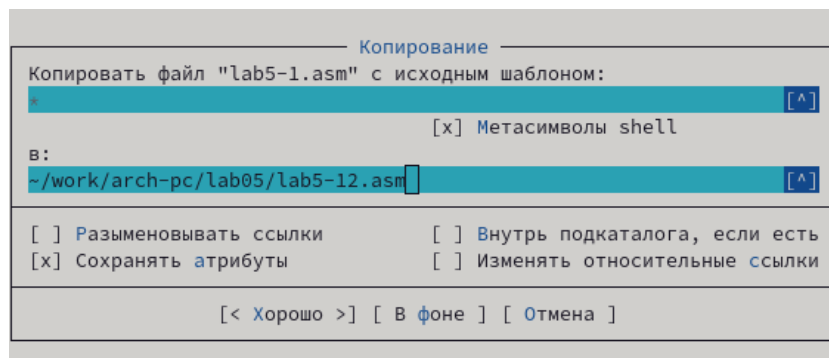 Копирование
Копировать файл "lab5-1.asm" с исходным шаблоном:
* [^]
[x] Метасимволы shell
в:
~/work/arch-pc/lab05/lab5-12.asm [^]
[ ] Разыменовывать ссылки [ ] Внутрь подкаталога, если есть
[x] Сохранять атрибуты [ ] Изменять относительные ссылки
[< Хорошо >] [ В фоне ] [ Отмена ]